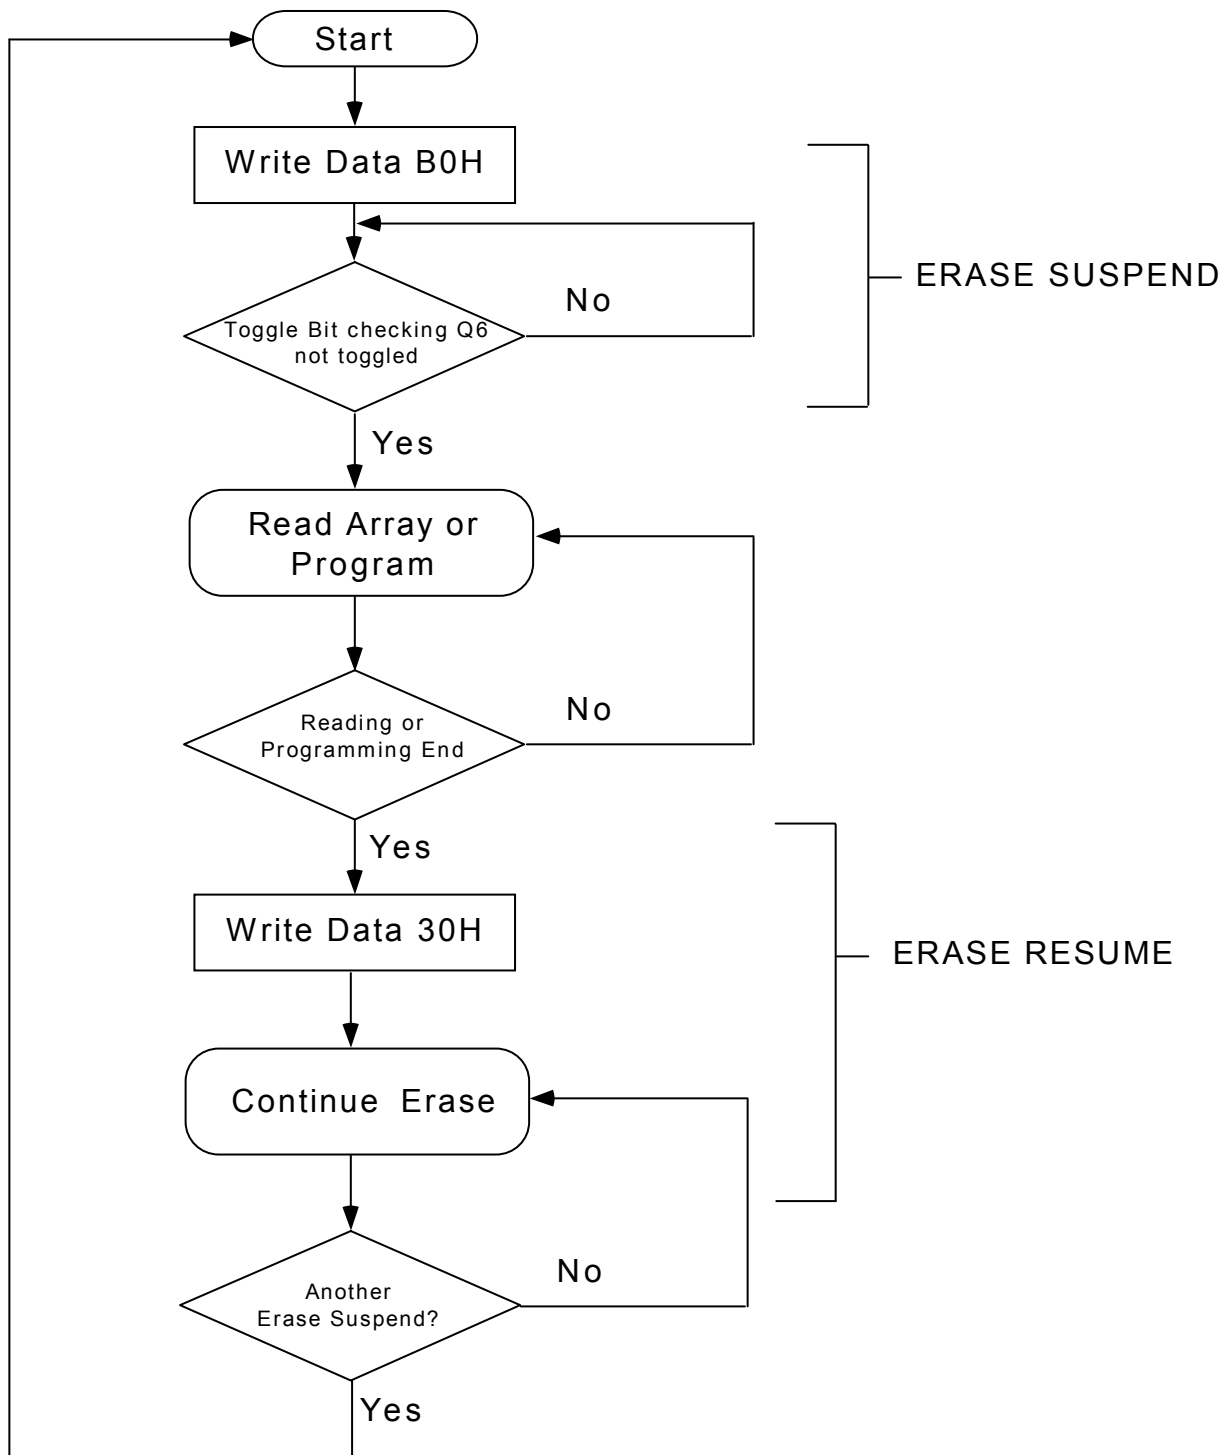 Start
Write Data B0H
ERASE SUSPEND
No
Toggle Bit checking Q6
not toggled
Yes
Read Array or
Program
No
Reading or
Programming End
Yes
Write Data 30H
ERASE RESUME
Continue Erase
No
Another
Erase Suspend?
Yes